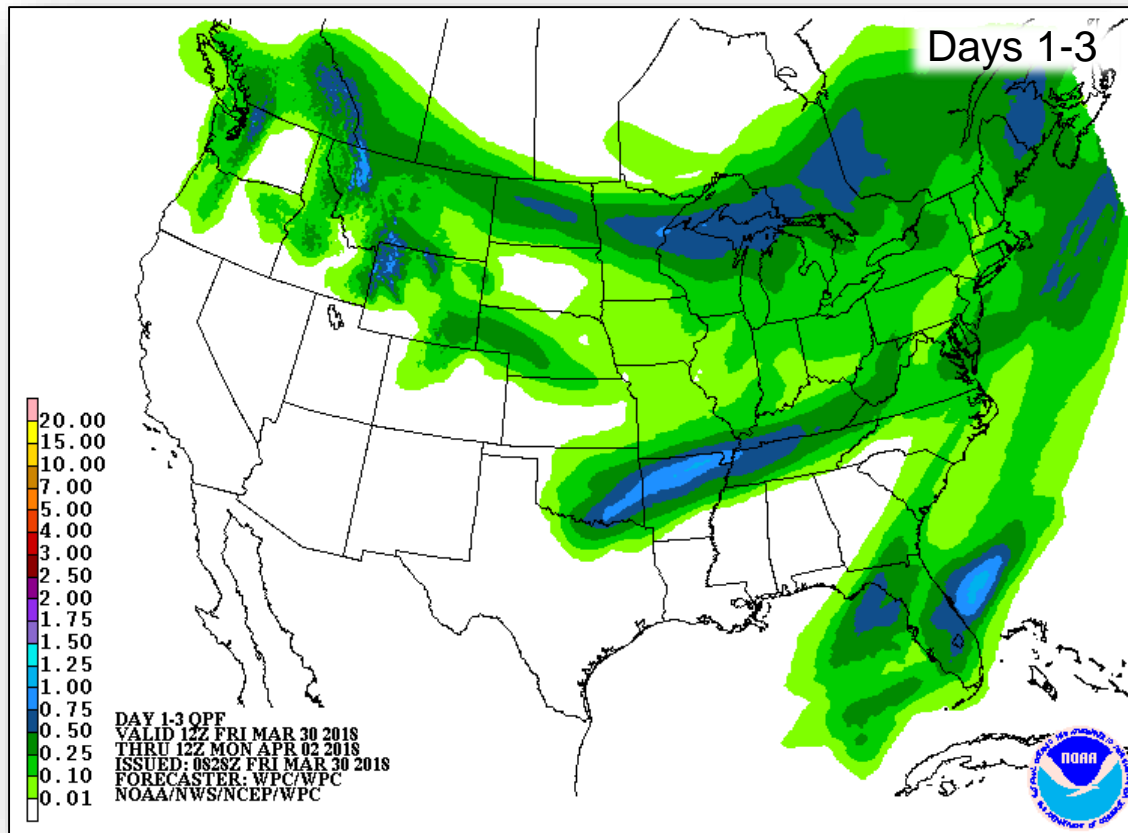 Days 1-3
20.00
15.00
10.00
7.00
5.00
4.00
3.00
2.50
2.00
1.75
1.50
1.25
1.00
0.75
0.50
0.25
0.10
0.01
DAY 1-3 QPF
VALID 12Z FRI MAR 30 2018
THRU 12Z MON APR 02 2018
ISSUED: 0828Z FRI MAR 30 2018
FORECASTER: WPC/WPC
NOAA/NWS/NCEP/WPC
NOAA